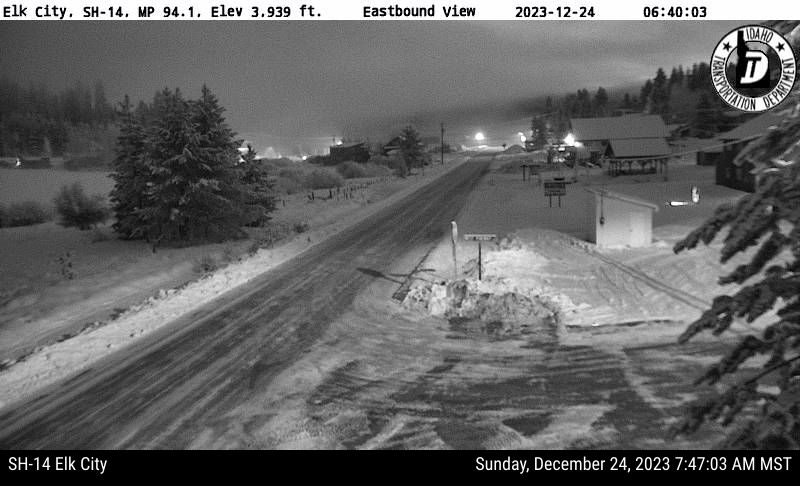 Elk City, SH-14, MP 94.1, Elev 3,939 ft. Eastbound View 2023-12-24 06:40:03
IDAHO
TRANSPORTATION DEPARTMENT
SH-14 Elk City Sunday, December 24, 2023 7:47:03 AM MST